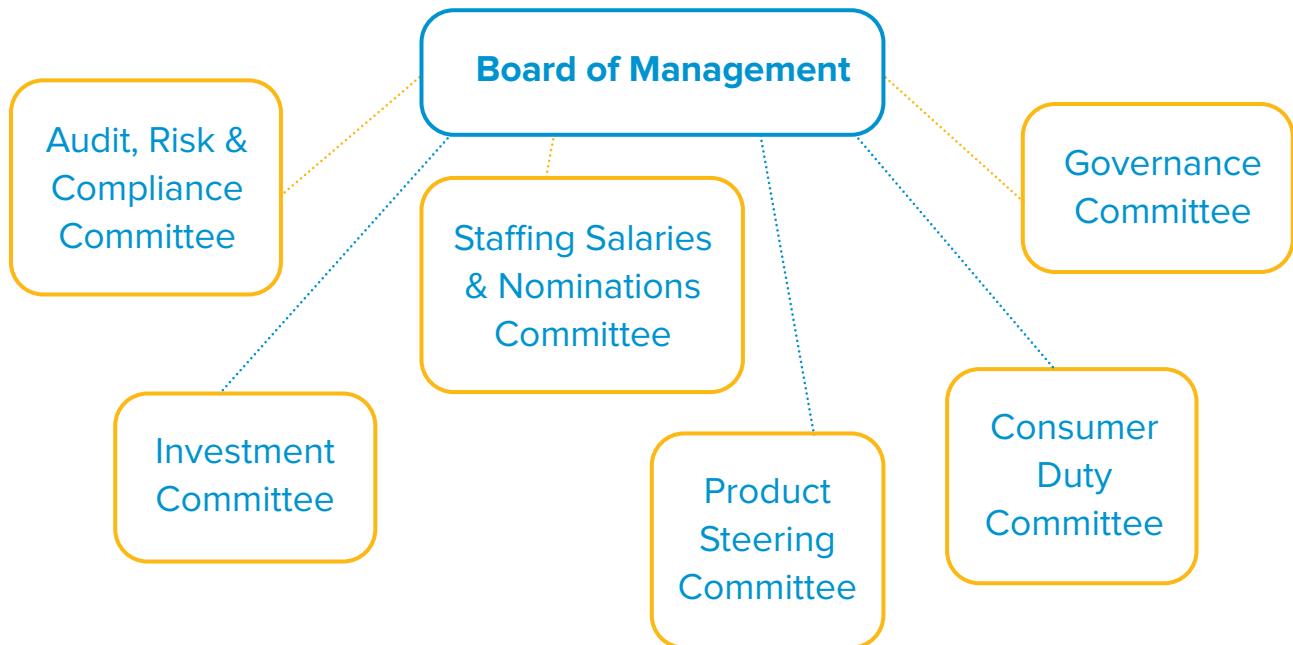 Board of Management
Audit, Risk &
Compliance
Committee
Governance
Committee
Staffing Salaries
& Nominations
Committee
Investment
Committee
Consumer
Duty
Committee
Product
Steering
Committee